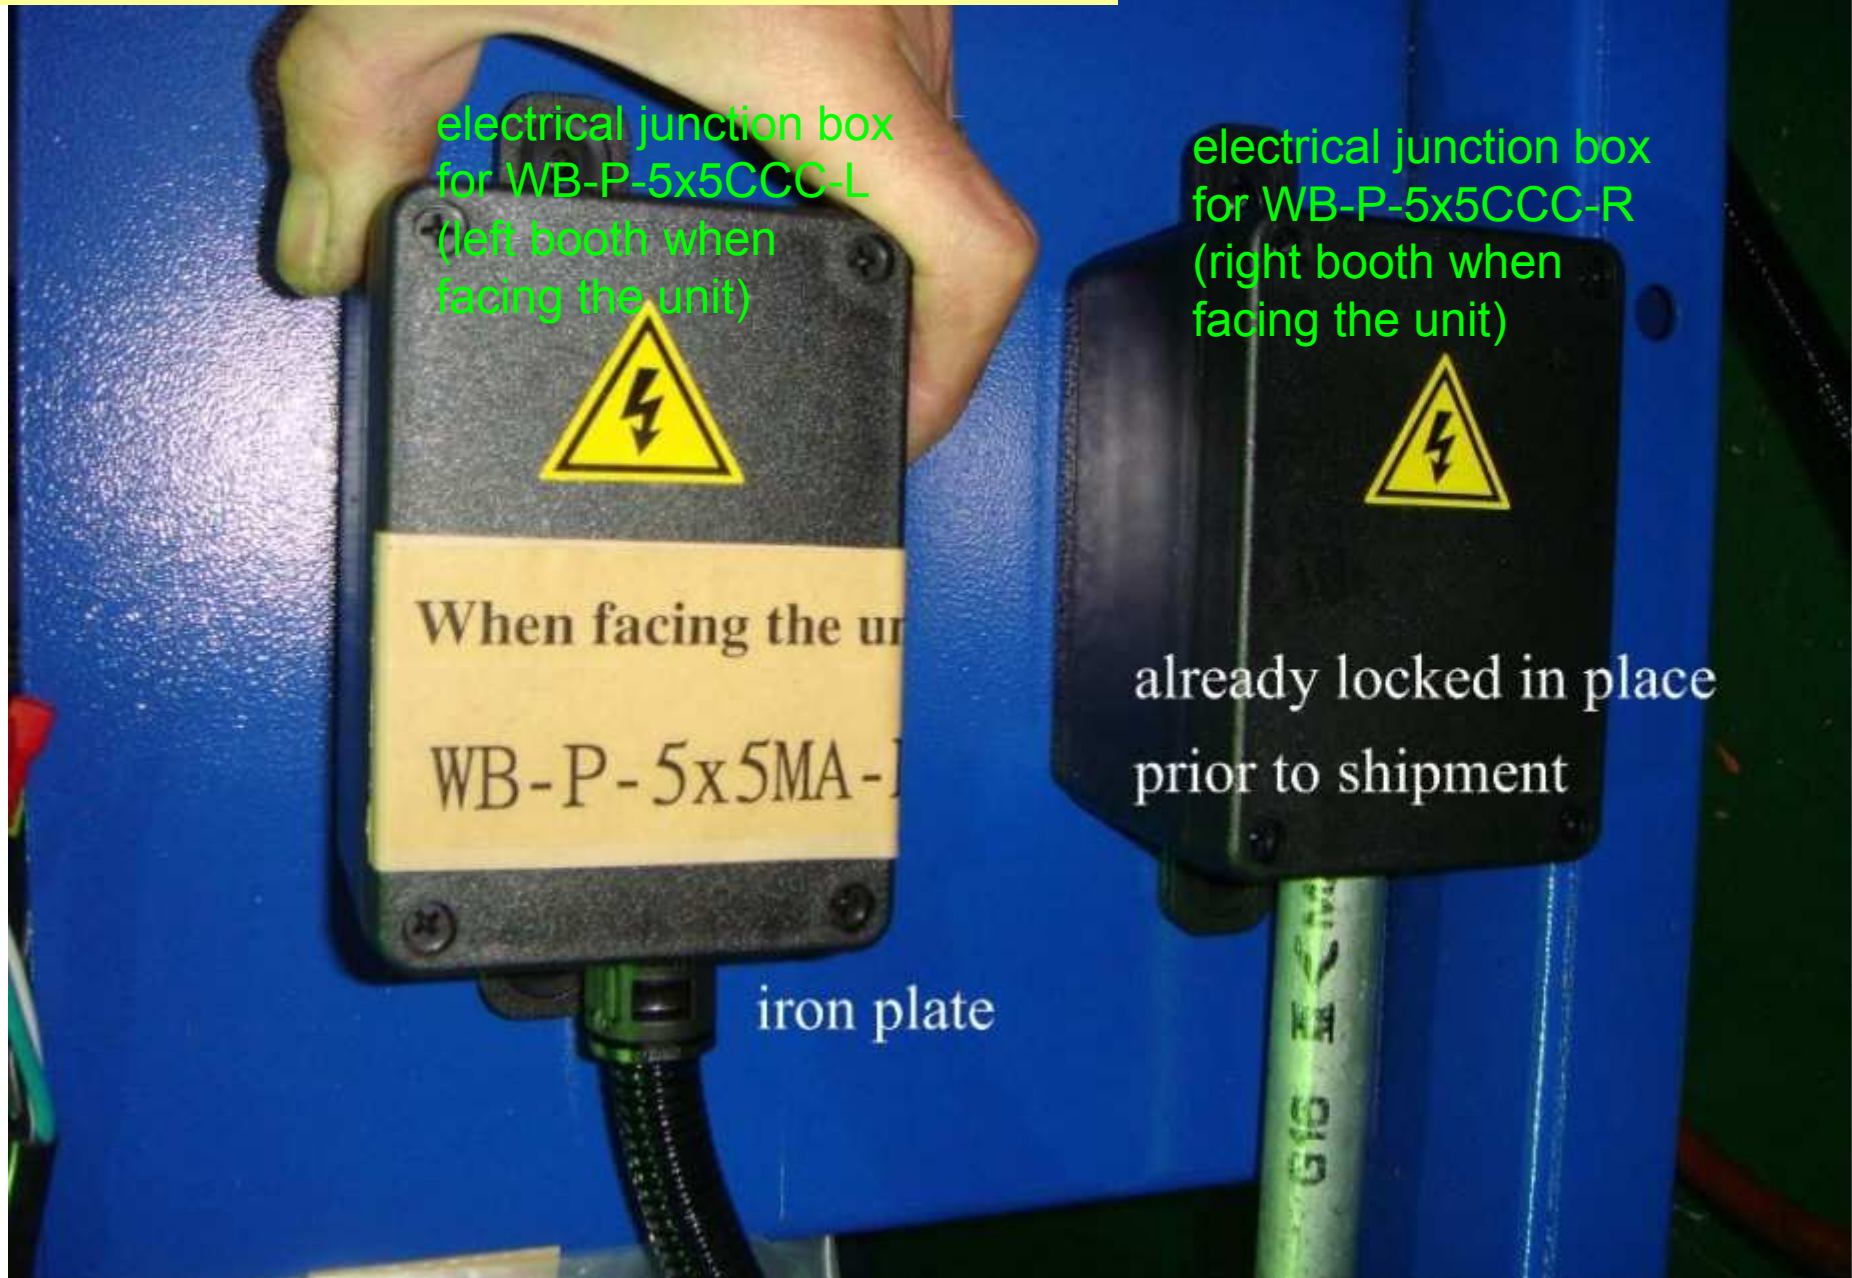 electrical junction box
for WB-P-5x5CCC-L
(left booth when
facing the unit)
electrical junction box
for WB-P-5x5CCC-R
(right booth when
facing the unit)
When facing the
WB-P-5x5MA-
already locked in place
prior to shipment
iron plate
G16